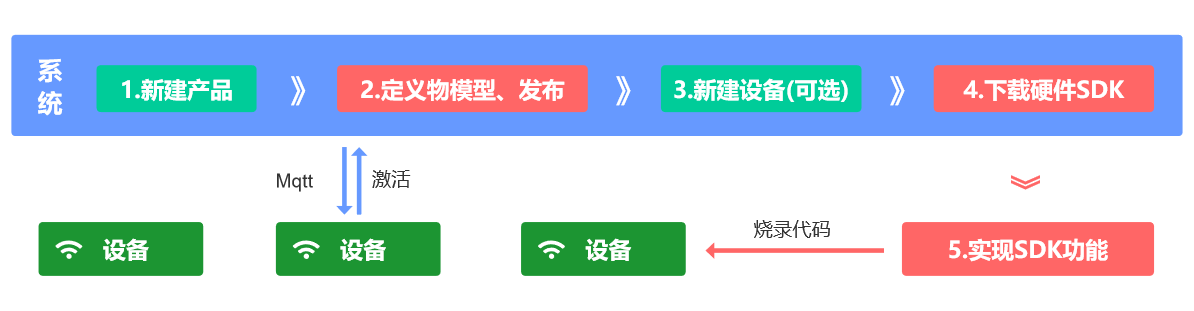 系统
1.新建产品
2.定义物模型、发布
3.新建设备(可选)
4.下载硬件SDK
Mqtt
激活
设备
设备
设备
烧录代码
5.实现SDK功能